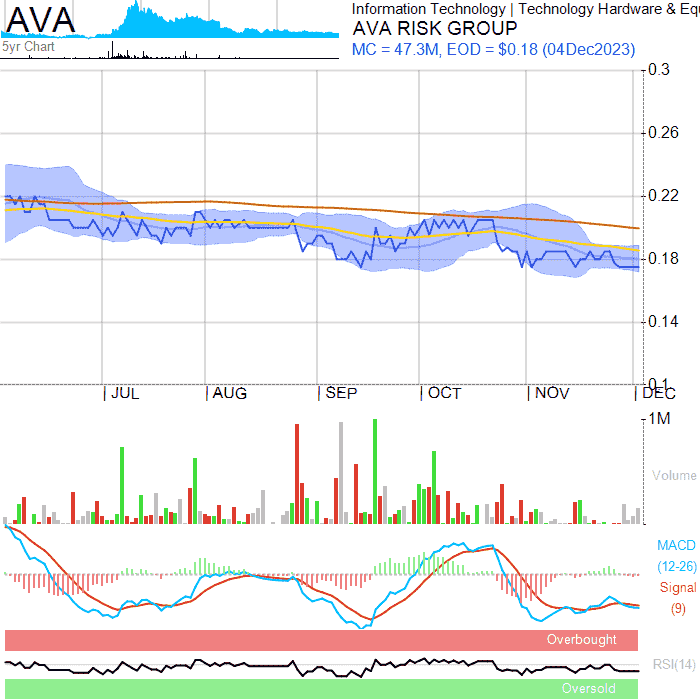 AVA
5yr Chart
Information Technology | Technology Hardware & Equ
AVA RISK GROUP
MC = 47.3M, EOD = $0.18 (04Dec2023)
0.3
0.26
0.22
0.18
0.14
0.1
JUL AUG SEP OCT NOV DEC
1M
Volume
MACD
(12-26)
Signal
(9)
Overbought
RSI(14)
Oversold